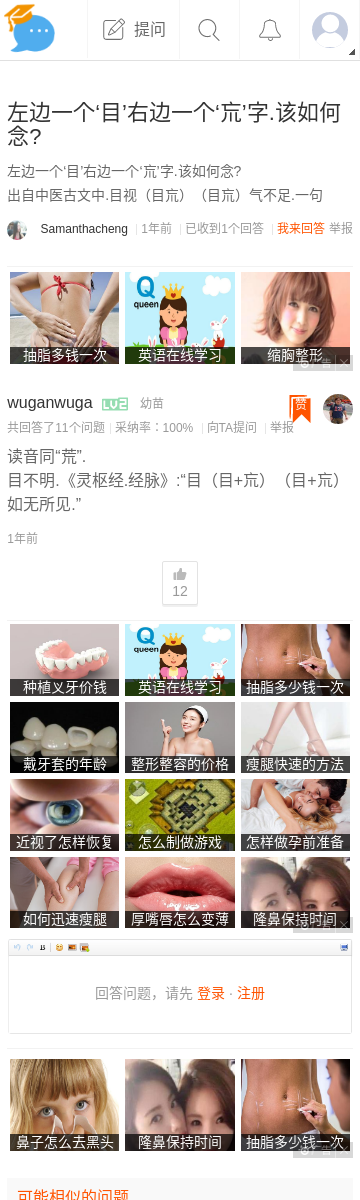 提问
左边一个‘目’右边一个‘巟’字.该如何
念?
左边一个‘目’右边一个‘巟’字.该如何念?
出自中医古文中.目视（目巟）（目巟）气不足.一句
Samanthacheng 1年前 已收到1个回答 我来回答 举报
Q
queen
抽脂多钱一次 英语在线学习 缩胸整形
广告
wuganwuga LV2 幼苗 赞
共回答了11个问题 采纳率：100% 向TA提问 举报
读音同“荒”.
目不明.《灵枢经.经脉》:“目（目+巟）（目+巟）
如无所见.”
1年前
12
Q
queen
种植义牙价钱 英语在线学习 抽脂多少钱一次
戴牙套的年龄 整形整容的价格 瘦腿快速的方法
近视了怎样恢复 怎么制做游戏 怎样做孕前准备
如何迅速瘦腿 厚嘴唇怎么变薄 隆鼻保持时间
广告
回答问题，请先 登录 · 注册
鼻子怎么去黑头 隆鼻保持时间 抽脂多少钱一次
广告
可能相似的问题